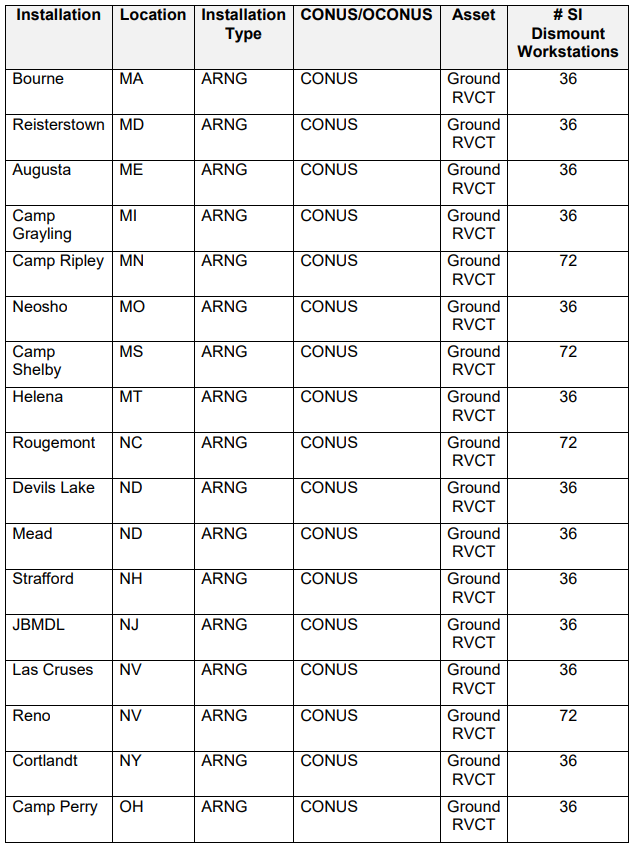 Installation Location Installation CONUS/OCONUS Asset # SI
Type Dismount
Workstations
Bourne MA ARNG CONUS Ground 36
RVCT
Reisterstown MD ARNG CONUS Ground 36
RVCT
Augusta ME ARNG CONUS Ground 36
RVCT
Camp MI ARNG CONUS Ground 36
Grayling RVCT
Camp Ripley MN ARNG CONUS Ground 72
RVCT
Neosho MO ARNG CONUS Ground 36
RVCT
Camp MS ARNG CONUS Ground 72
Shelby RVCT
Helena MT ARNG CONUS Ground 36
RVCT
Rougemont NC ARNG CONUS Ground 72
RVCT
Devils Lake ND ARNG CONUS Ground 36
RVCT
Mead ND ARNG CONUS Ground 36
RVCT
Strafford NH ARNG CONUS Ground 36
RVCT
JBMDL NJ ARNG CONUS Ground 36
RVCT
Las Cruses NV ARNG CONUS Ground 36
RVCT
Reno NV ARNG CONUS Ground 72
RVCT
Cortlandt NY ARNG CONUS Ground 36
RVCT
Camp Perry OH ARNG CONUS Ground 36
RVCT